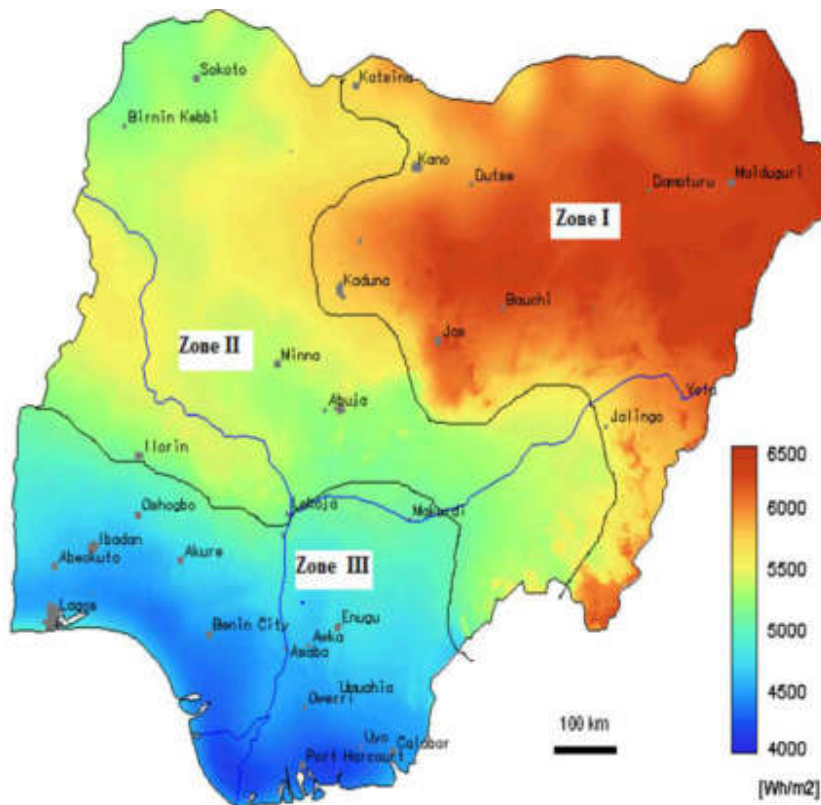 Sokoto
Katsina
Birnin Kebbi
Kano
Dutse
Damaturu
Maiduguri
Zone I
Kaduna
Bauchi
Jos
Zone II
Minna
Abuja
Yola
Jalingo
Ilorin
6500
6000
5500
5000
4500
4000
[Wh/m2]
Lokoja
Makurdi
Oshogbo
Ibadan
Abeokuta
Akure
Zone III
Lagos
Benin City
Enugu
Awka
Asaba
Umuahia
Owerri
Uyo
Calabar
Port Harcourt
100 km